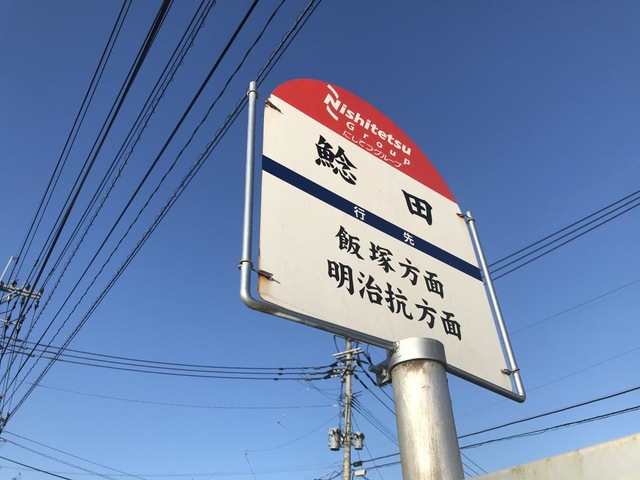 Nishitetsu
Group
にしてつグループ
鯰田
行先
飯塚方面
明治抗方面